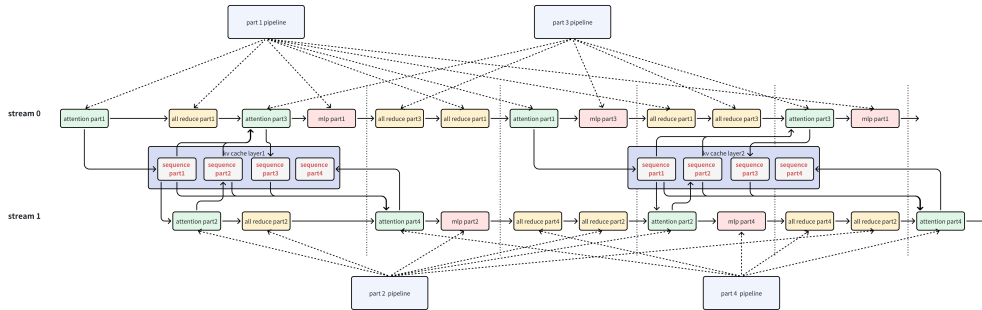 part 1 pipeline
part 3 pipeline
stream 0
attention part1
all reduce part1
attention part3
mlp part1
all reduce part3
all reduce part1
attention part1
mlp part3
all reduce part1
all reduce part3
attention part3
mlp part1
kv cache layer1
sequence
part1
sequence
part2
sequence
part3
sequence
part4
kv cache layer2
sequence
part1
sequence
part2
sequence
part3
sequence
part4
stream 1
attention part2
all reduce part2
attention part4
mlp part2
all reduce part4
all reduce part2
attention part2
mlp part4
all reduce part4
all reduce part2
attention part4
part 2 pipeline
part 4 pipeline